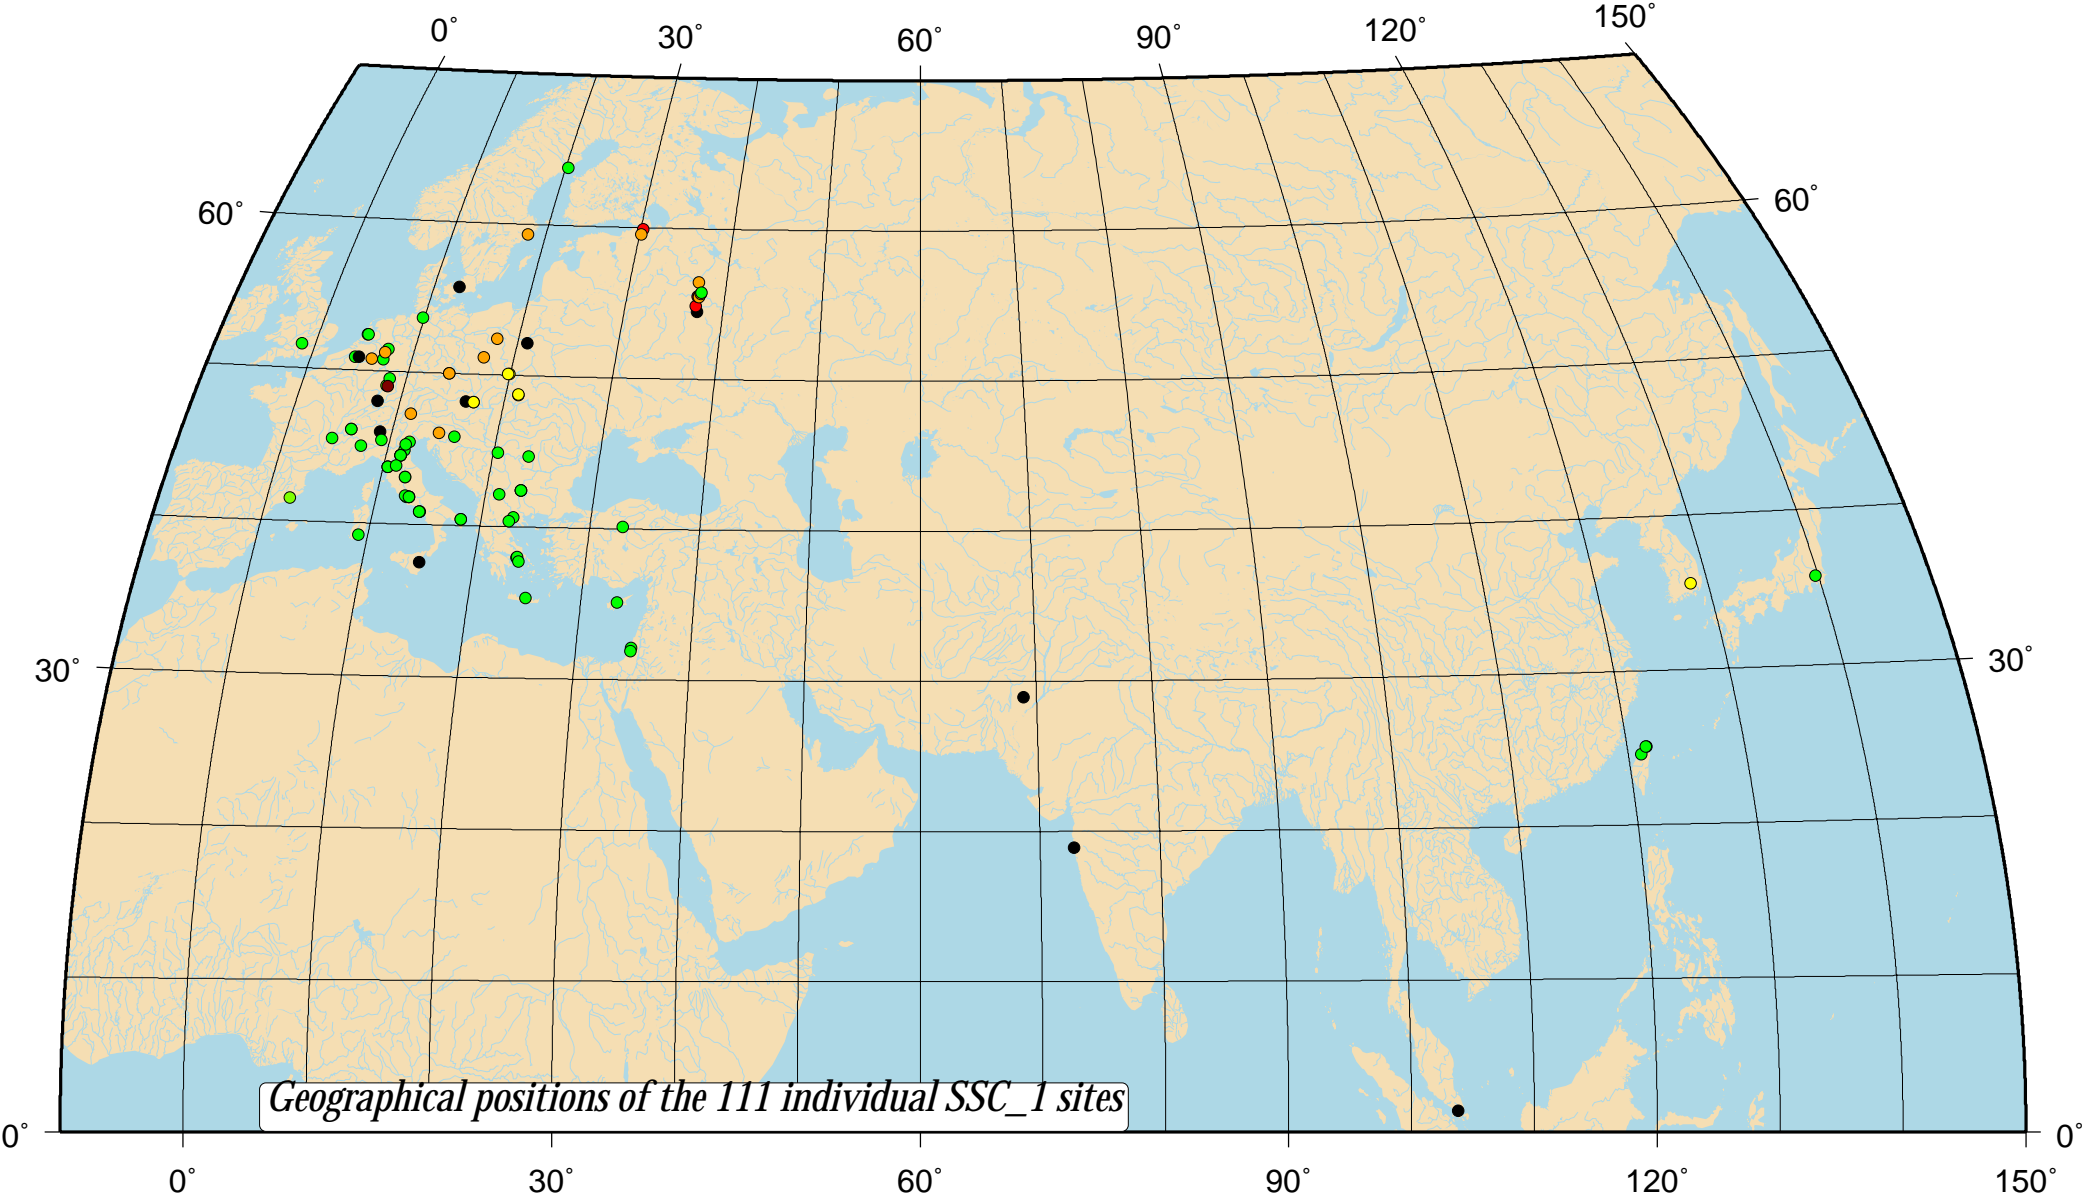 0° 30° 60° 90° 120° 150°
60° 60°
30° 30°
Geographical positions of the 111 individual SSC_1 sites
0° 0°
0° 30° 60° 90° 120° 150°